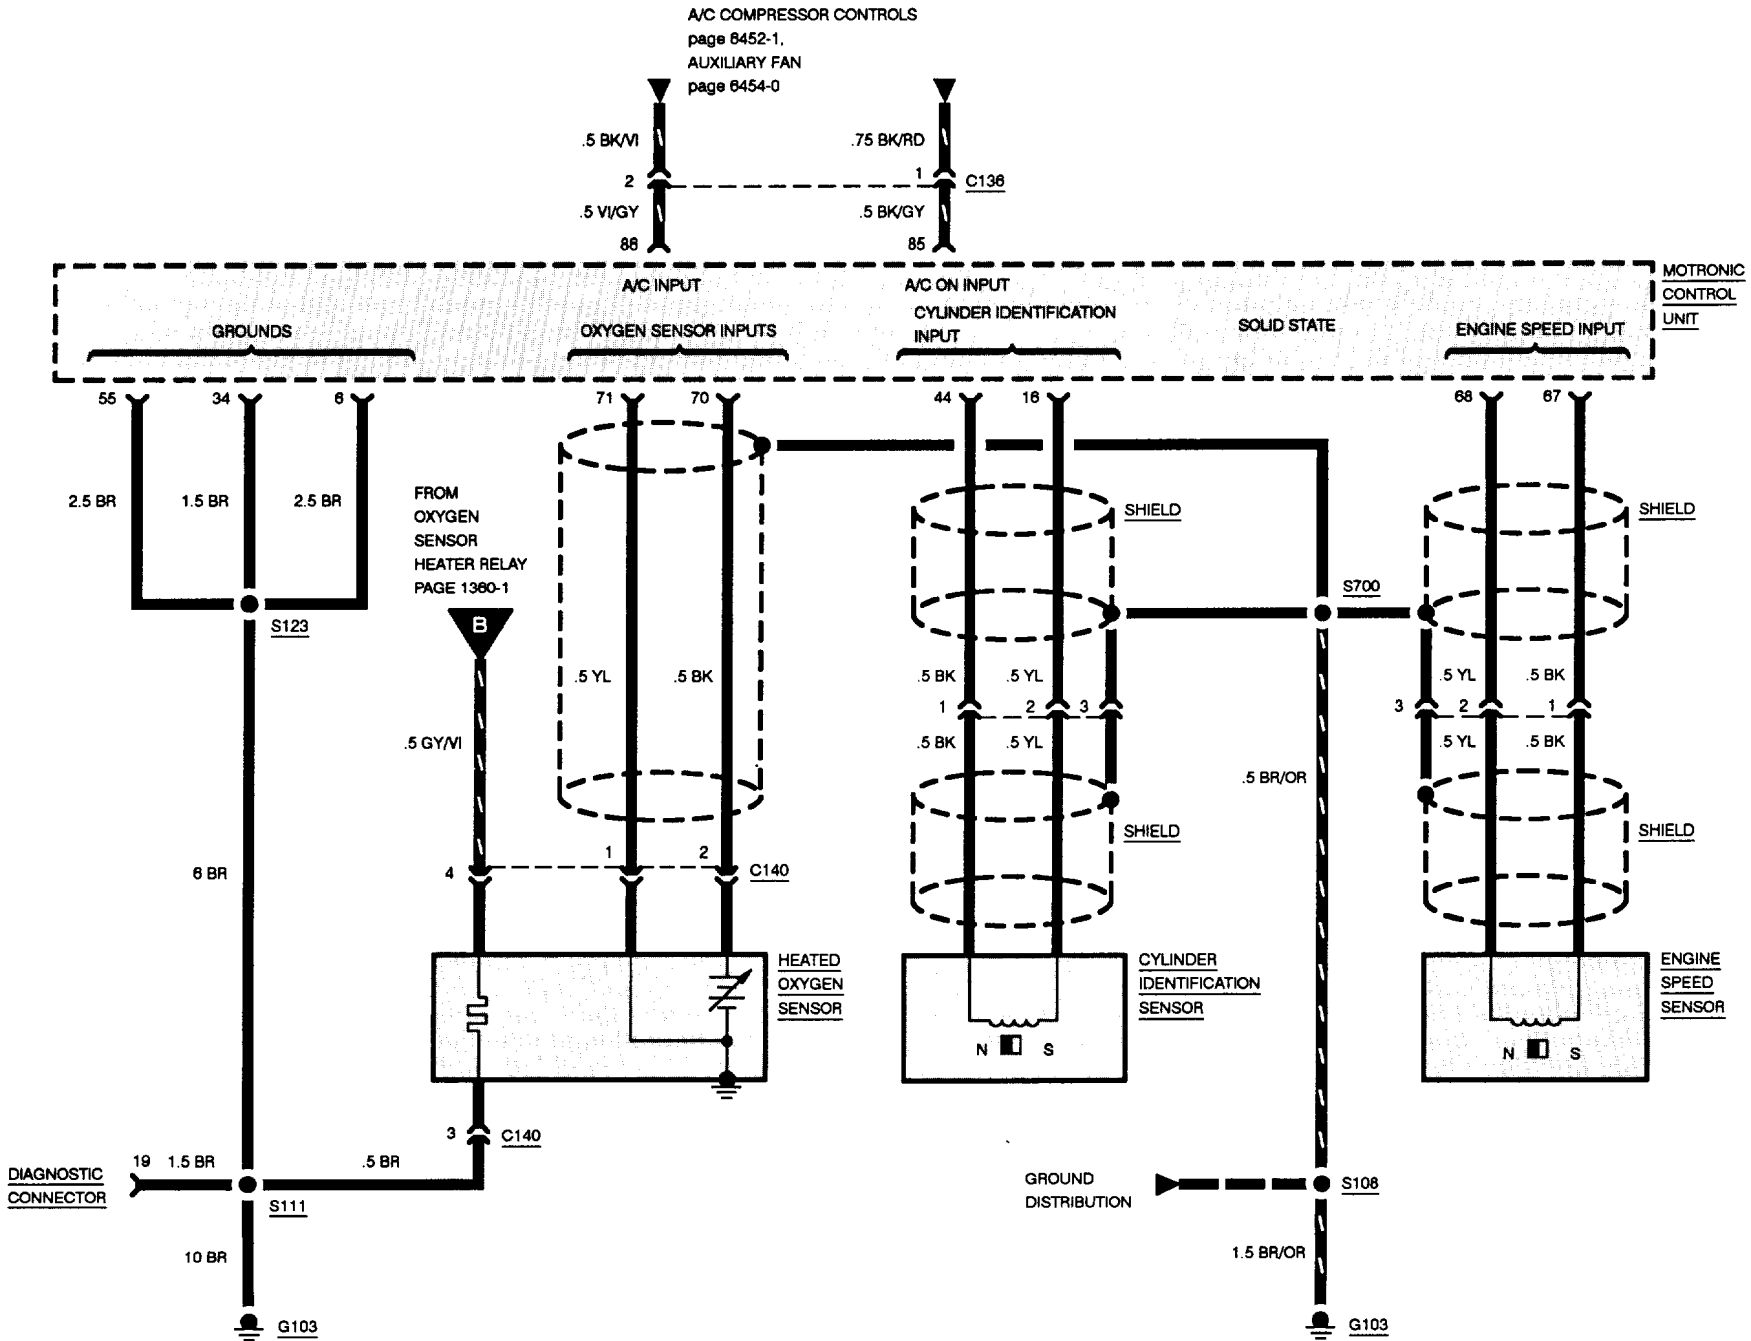 A/C COMPRESSOR CONTROLS
page 6452-1,
AUXILIARY FAN
page 6454-0
.5 BK/VI
.75 BK/RD
2
1
C136
.5 VI/GY
.5 BK/GY
86
85
A/C INPUT
A/C ON INPUT
MOTRONIC
CONTROL
UNIT
GROUNDS
OXYGEN SENSOR INPUTS
CYLINDER IDENTIFICATION
INPUT
SOLID STATE
ENGINE SPEED INPUT
55
34
6
71
70
44
16
68
67
2.5 BR
1.5 BR
2.5 BR
FROM
OXYGEN
SENSOR
HEATER RELAY
PAGE 1360-1
B
SHIELD
SHIELD
S700
S123
.5 YL
.5 BK
.5 BK
.5 YL
.5 YL
.5 BK
1
2
3
3
2
1
.5 GY/VI
.5 BK
.5 YL
.5 YL
.5 BK
.5 BR/OR
SHIELD
SHIELD
6 BR
4
1
2
C140
HEATED
OXYGEN
SENSOR
CYLINDER
IDENTIFICATION
SENSOR
ENGINE
SPEED
SENSOR
N
S
N
S
3
C140
DIAGNOSTIC
CONNECTOR
19
1.5 BR
.5 BR
S111
GROUND
DISTRIBUTION
S108
10 BR
1.5 BR/OR
G103
G103